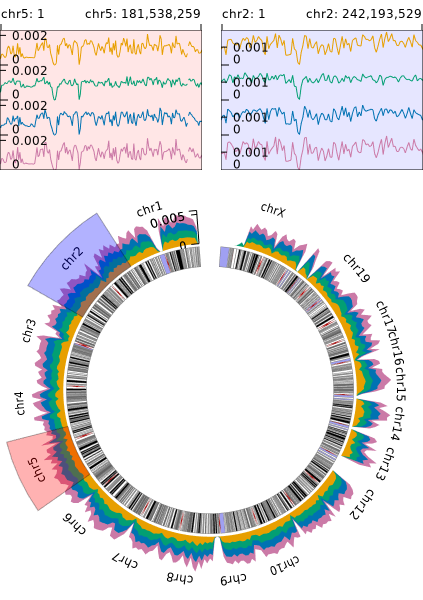 chr5: 1 chr5: 181,538,259 chr2: 1 chr2: 242,193,529
0.002
0
0.002
0
0.002
0
0.002
0
0.001
0
0.001
0
0.001
0
0.001
0
chr1
0.005
0
chrX
chr2
chr19
chr3
chr17
chr16
chr15
chr4
chr14
chr5
chr13
chr6
chr12
chr7
chr10
chr8
chr9